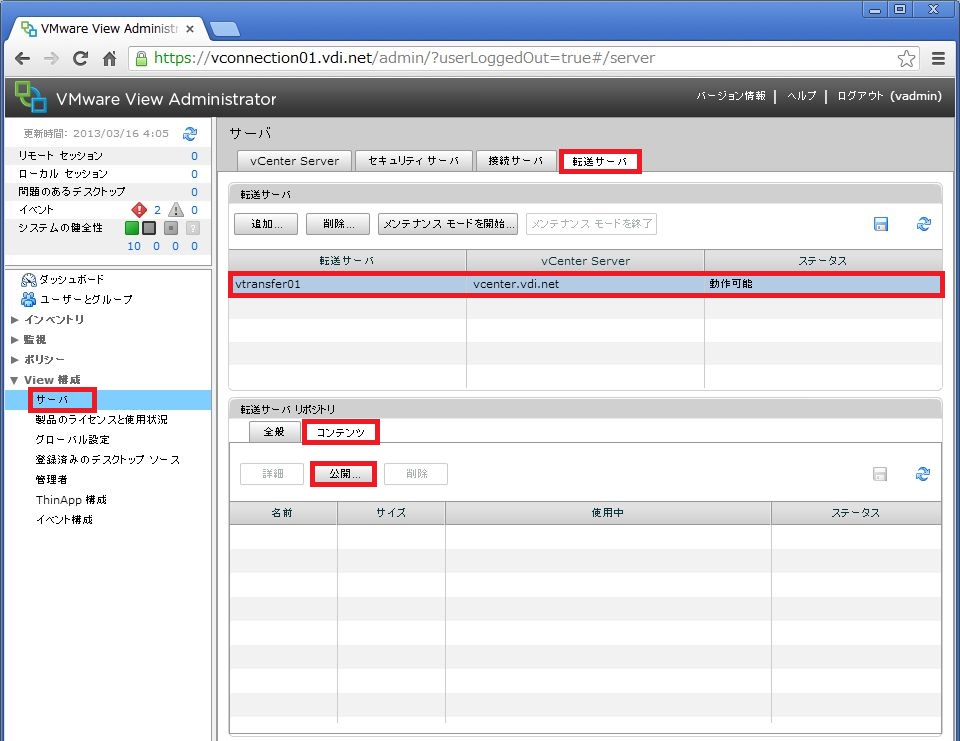 VMware View Administr
https://vconnection01.vdi.net/admin/?userLoggedOut=true#/server
VMware View Administrator
バージョン情報 | ヘルプ | ログアウト (vadmin)
更新時間: 2013/03/16 4:05
リモート セッション 0
ローカル セッション 0
問題のあるデスクトップ 0
イベント 2 0
システムの健全性
10 0 0 0
ダッシュボード
ユーザーとグループ
インベントリ
監視
ポリシー
View 構成
サーバ
製品のライセンスと使用状況
グローバル設定
登録済みのデスクトップ ソース
管理者
ThinApp 構成
イベント構成
サーバ
vCenter Server セキュリティ サーバ 接続サーバ 転送サーバ
転送サーバ
追加... 削除... メンテナンス モードを開始... メンテナンス モードを終了
転送サーバ vCenter Server ステータス
vtransfer01 vcenter.vdi.net 動作可能
転送サーバ リポジトリ
全般 コンテンツ
詳細 公開... 削除
名前 サイズ 使用中 ステータス